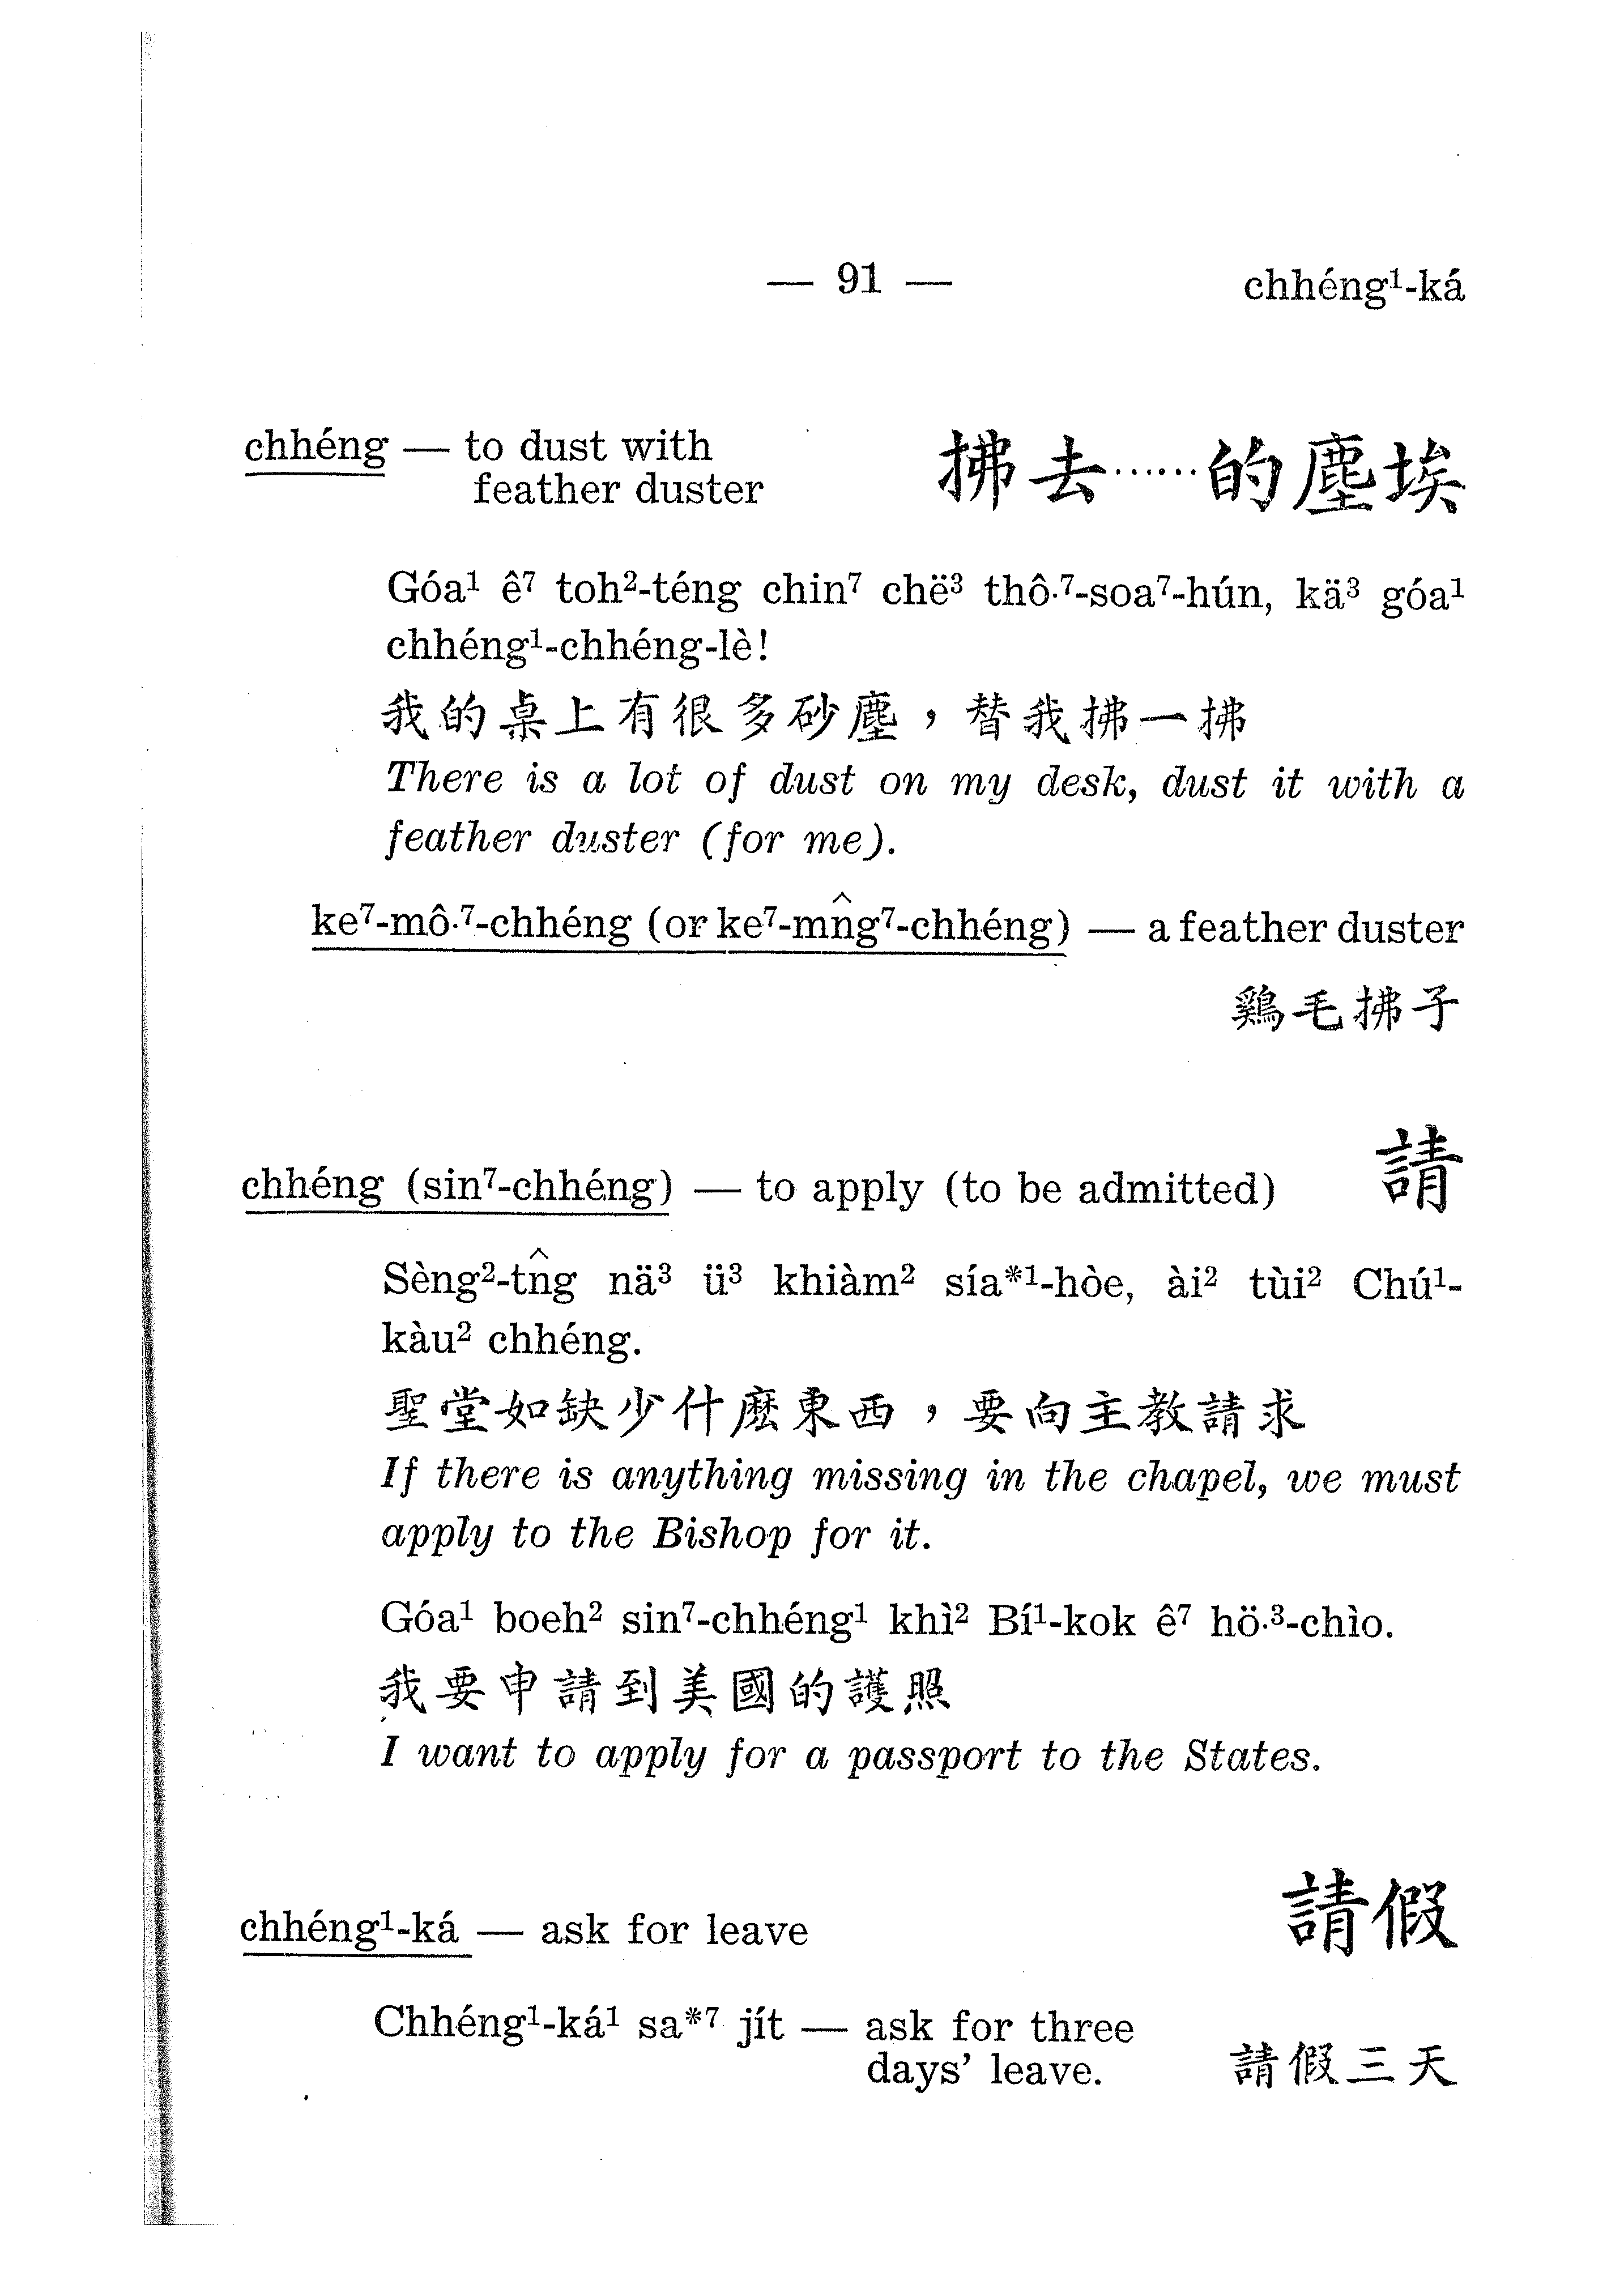 — 91 —
chhéng¹-ká
chhéng — to dust with
feather duster
拂去……的塵埃
Góa¹ ê⁷ toh²-téng chin⁷ chë³ thô·⁷-soa⁷-hún, kä³ góa¹
chhéng¹-chhéng-lè!
我的桌上有很多砂塵，替我拂一拂
There is a lot of dust on my desk, dust it with a
feather duster (for me).
ke⁷-mô·⁷-chhéng (or ke⁷-mn̂g⁷-chhéng) — a feather duster
鷄毛拂子
請
chhéng (sin⁷-chhéng) — to apply (to be admitted)
Sèng²-tn̂g nä³ ü³ khiàm² sía*¹-hòe, ài² tùi² Chú¹-
kàu² chhéng.
聖堂如缺少什麽東西，要向主教請求
If there is anything missing in the chapel, we must
apply to the Bishop for it.
Góa¹ boeh² sin⁷-chhéng¹ khì² Bí¹-kok ê⁷ hö·³-chìo.
我要申請到美國的護照
I want to apply for a passport to the States.
請假
chhéng¹-ká — ask for leave
Chhéng¹-ká¹ sa*⁷ jít — ask for three
days' leave.
請假三天